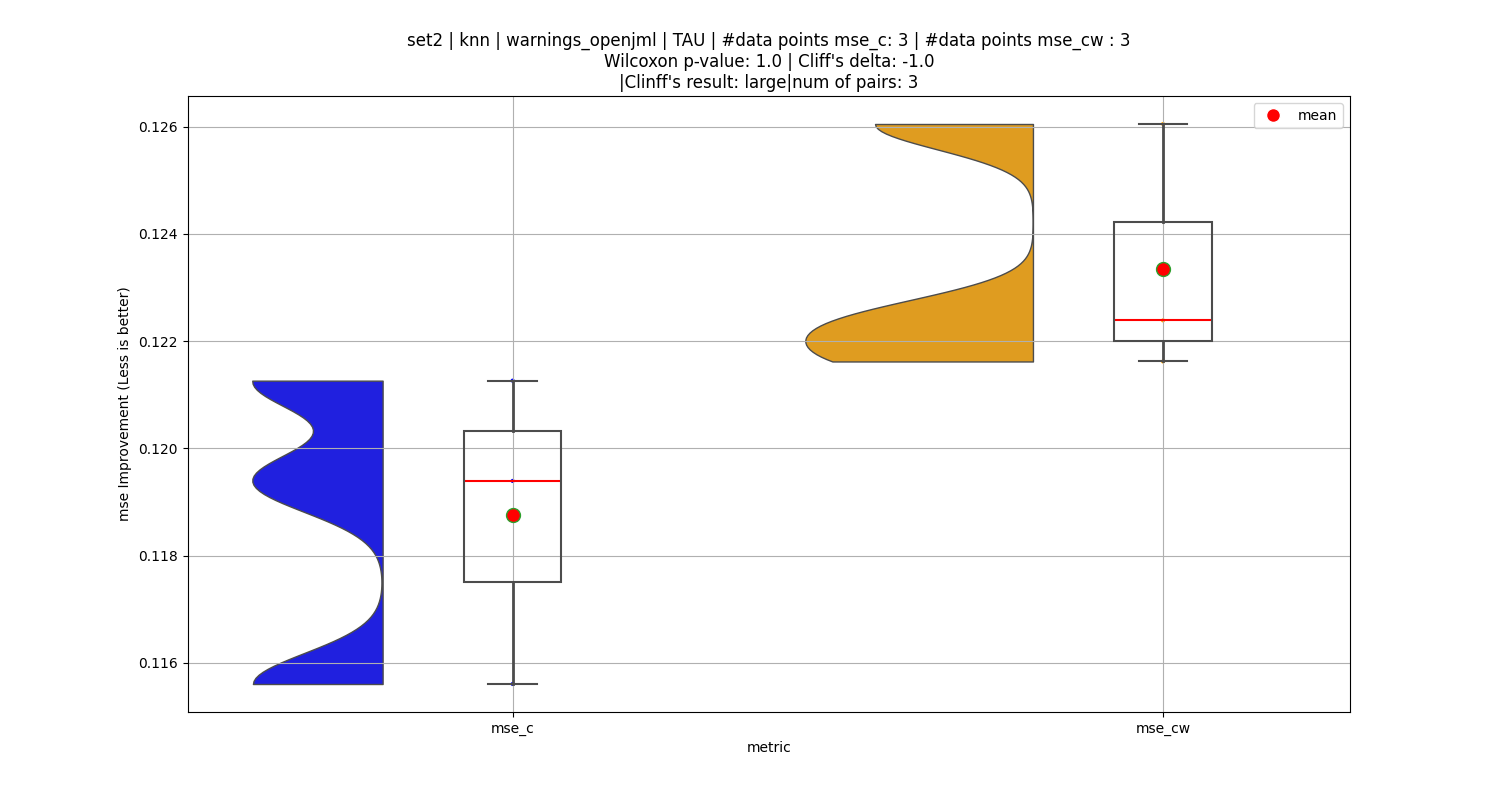 set2 | knn | warnings_openjml | TAU | #data points mse_c: 3 | #data points mse_cw : 3
Wilcoxon p-value: 1.0 | Cliff's delta: -1.0
|Clinff's result: large|num of pairs: 3
mean
mse Improvement (Less is better)
0.126
0.124
0.122
0.120
0.118
0.116
mse_c
mse_cw
metric